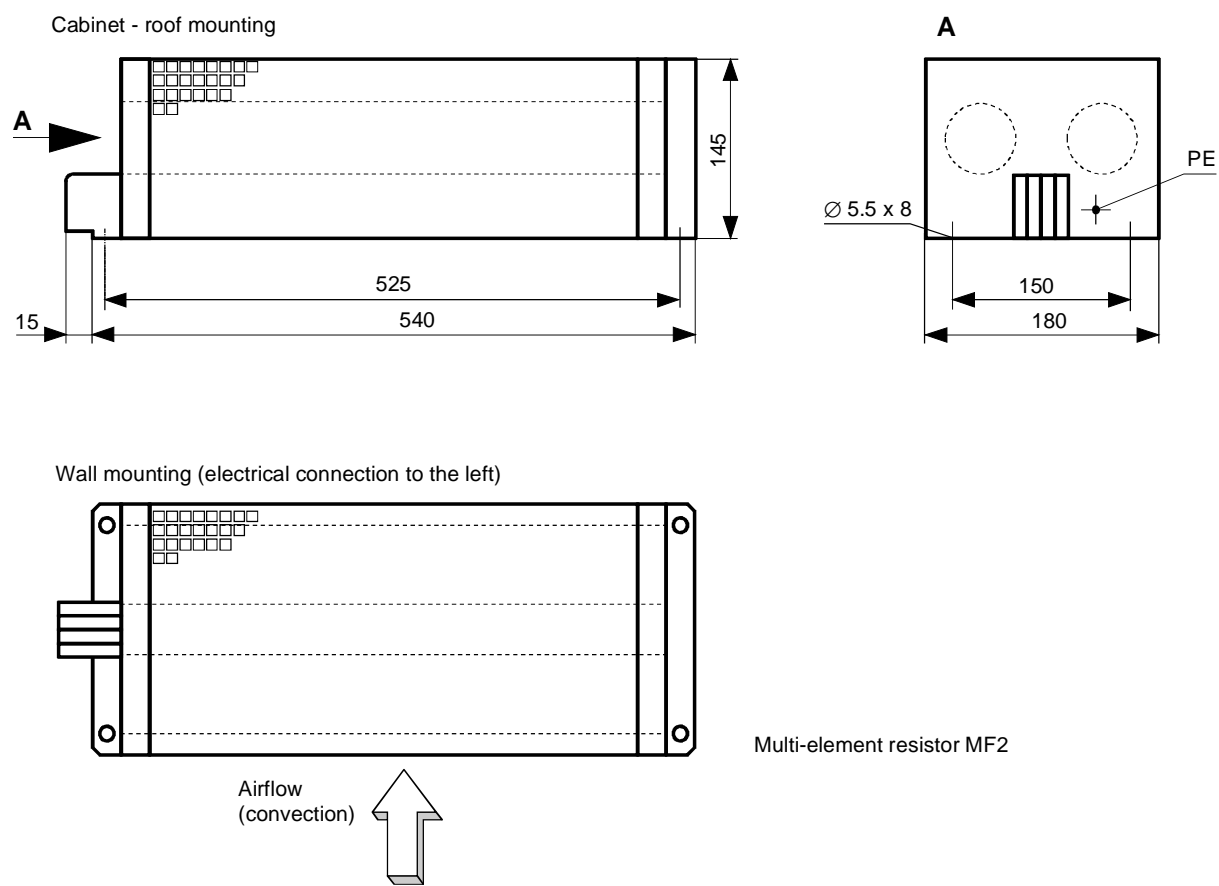 Cabinet - roof mounting
A
A
145
PE
∅ 5.5 x 8
525
150
15
540
180
Wall mounting (electrical connection to the left)
Multi-element resistor MF2
Airflow
(convection)